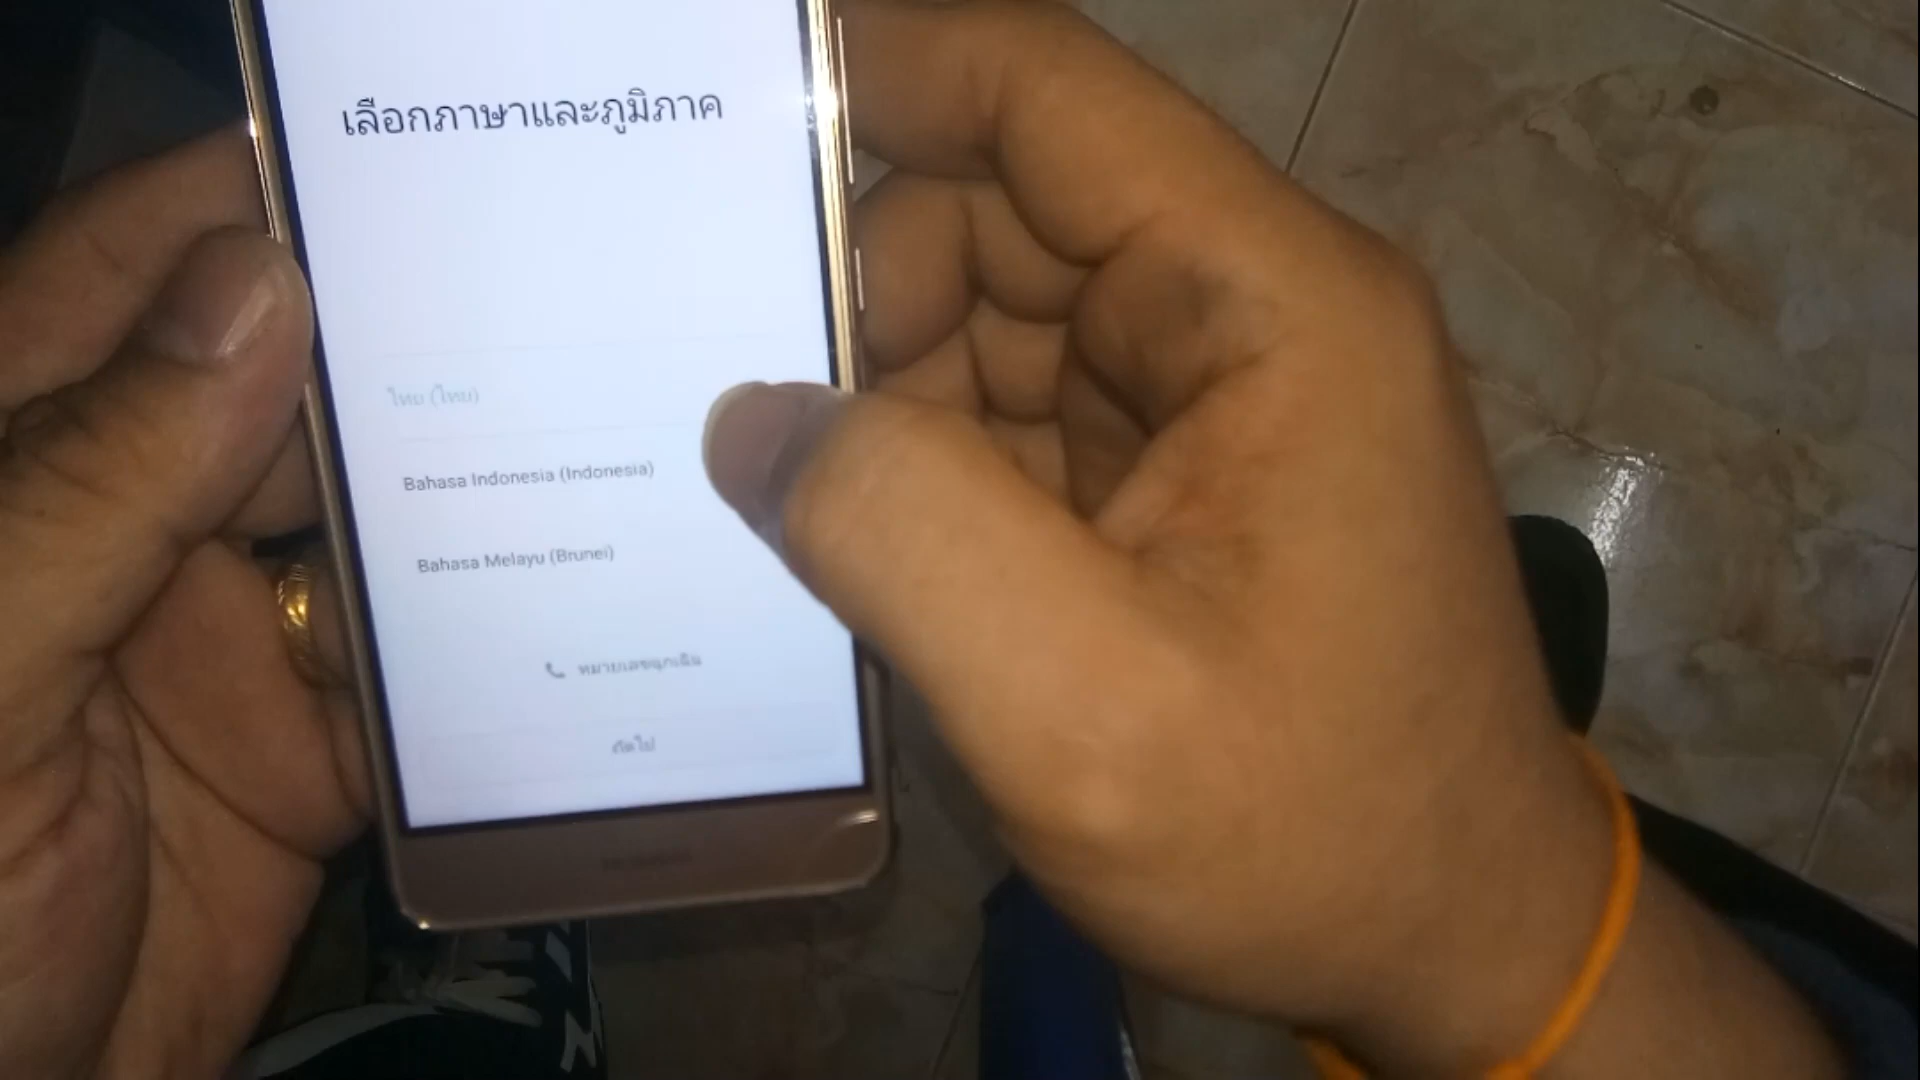 เลือกภาษาและภูมิภาค
ไทย (ไทย)
Bahasa Indonesia (Indonesia)
Bahasa Melayu (Brunei)
หมายเลขฉุกเฉิน
ถัดไป